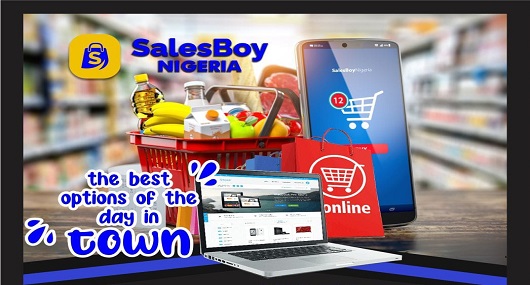 SalesBoy
NIGERIA
S
SalesBoyNigeria
12
online
the best
options of the
day in
town